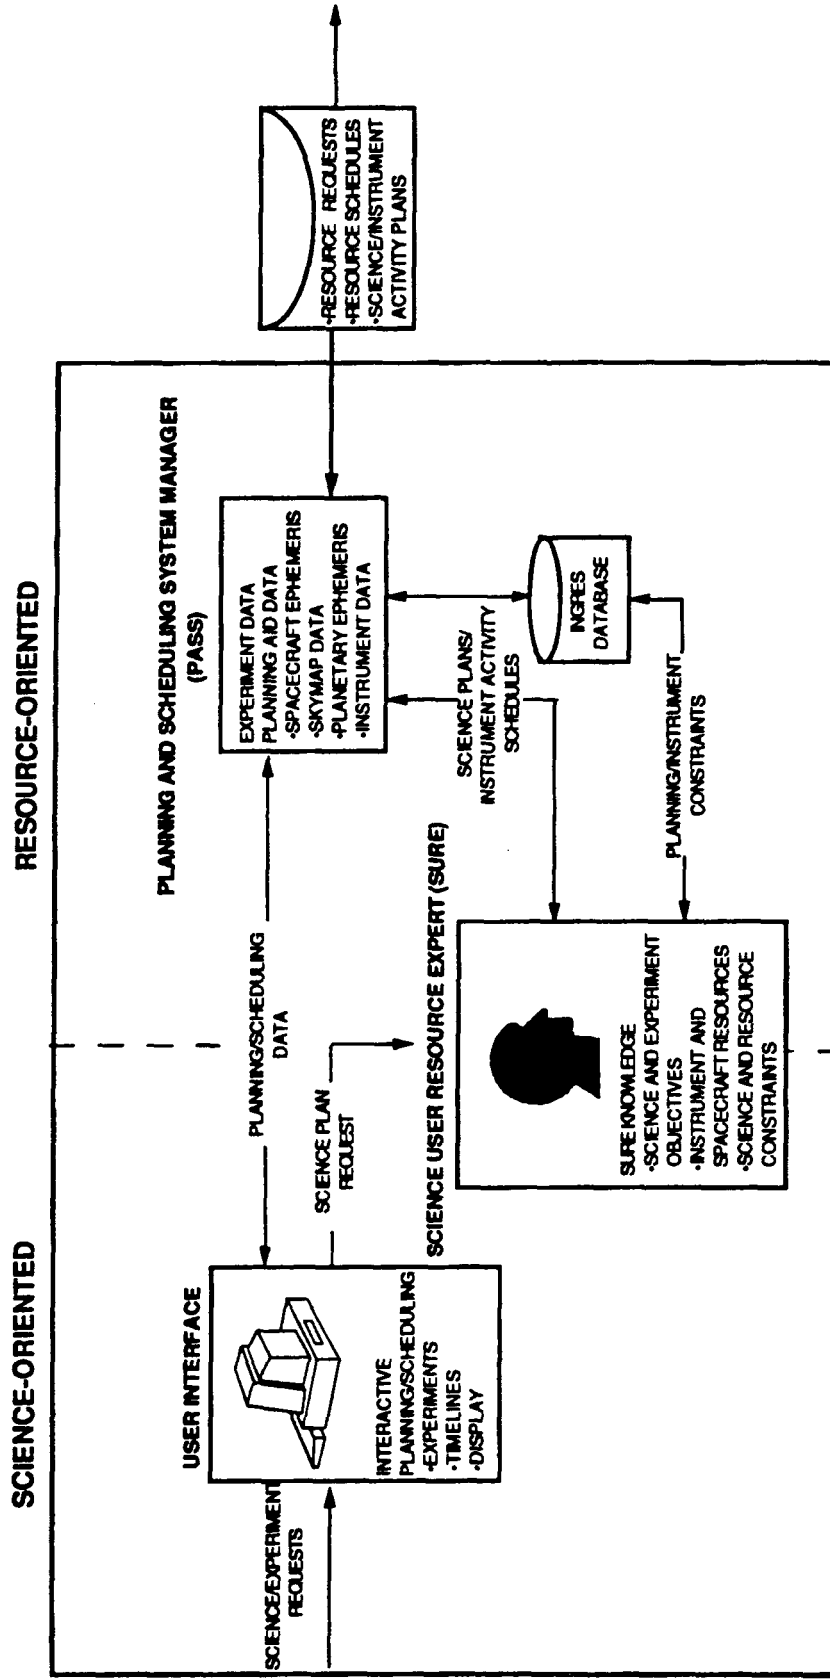 SCIENCE-ORIENTED
RESOURCE-ORIENTED
SCIENCE/EXPERIMENT
REQUESTS
USER INTERFACE
INTERACTIVE
PLANNING/SCHEDULING
•EXPERIMENTS
•TIMELINES
•DISPLAY
PLANNING/SCHEDULING
DATA
SCIENCE PLAN
REQUEST
SCIENCE USER RESOURCE EXPERT (SURE)
SURE KNOWLEDGE
•SCIENCE AND EXPERIMENT
OBJECTIVES
•INSTRUMENT AND
SPACECRAFT RESOURCES
•SCIENCE AND RESOURCE
CONSTRAINTS
PLANNING AND SCHEDULING SYSTEM MANAGER
(PASS)
EXPERIMENT DATA
PLANNING AID DATA
•SPACECRAFT EPHEMERIS
•SKYMAP DATA
•PLANETARY EPHEMERIS
•INSTRUMENT DATA
SCIENCE PLANS/
INSTRUMENT ACTIVITY
SCHEDULES
INGRES
DATABASE
PLANNING/INSTRUMENT
CONSTRAINTS
•RESOURCE REQUESTS
•RESOURCE SCHEDULES
•SCIENCE/INSTRUMENT
ACTIVITY PLANS